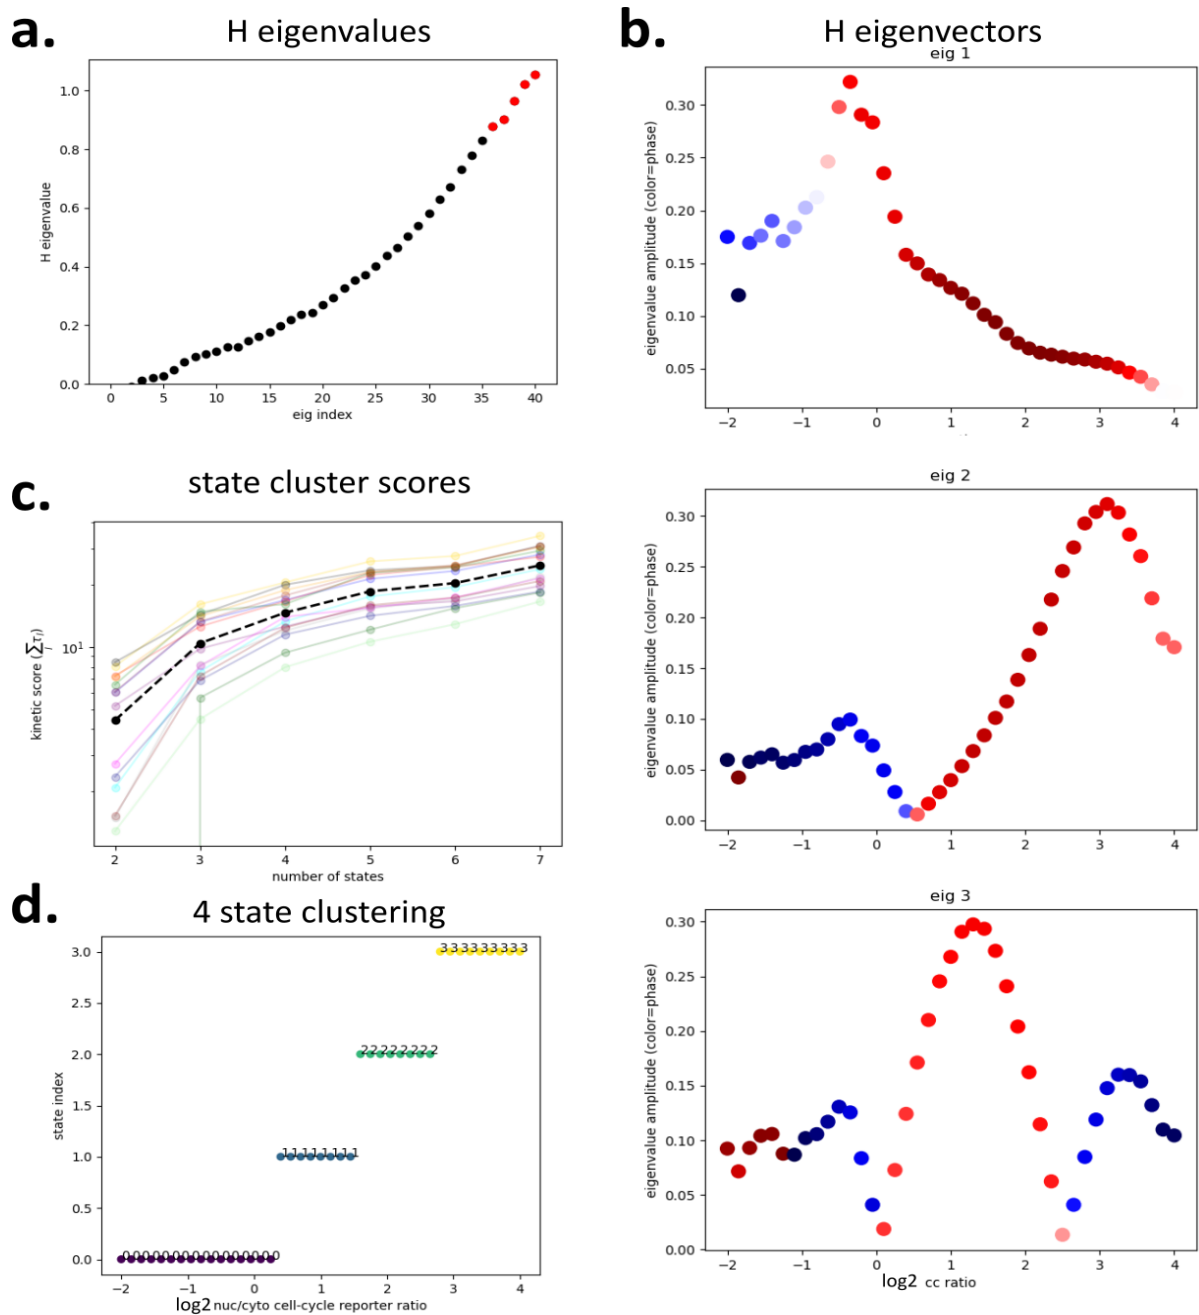 a.
H eigenvalues
1.0
0.8
0.6
0.4
0.2
0.0
H eigenvalue
0 5 10 15 20 25 30 35 40
eig index
b.
H eigenvectors
eig 1
0.30
0.25
0.20
0.15
0.10
0.05
eigenvalue amplitude (color=phase)
−2 −1 0 1 2 3 4
c.
state cluster scores
10¹
kinetic score (∑τⱼ)
j
2 3 4 5 6 7
number of states
eig 2
0.30
0.25
0.20
0.15
0.10
0.05
0.00
eigenvalue amplitude (color=phase)
−2 −1 0 1 2 3 4
d.
4 state clustering
3.0
2.5
2.0
1.5
1.0
0.5
0.0
state index
3333333333
22222222
11111111
0000000000000000
−2 −1 0 1 2 3 4
log2 nuc/cyto cell-cycle reporter ratio
eig 3
0.30
0.25
0.20
0.15
0.10
0.05
0.00
eigenvalue amplitude (color=phase)
−2 −1 0 1 2 3 4
log2 cc ratio